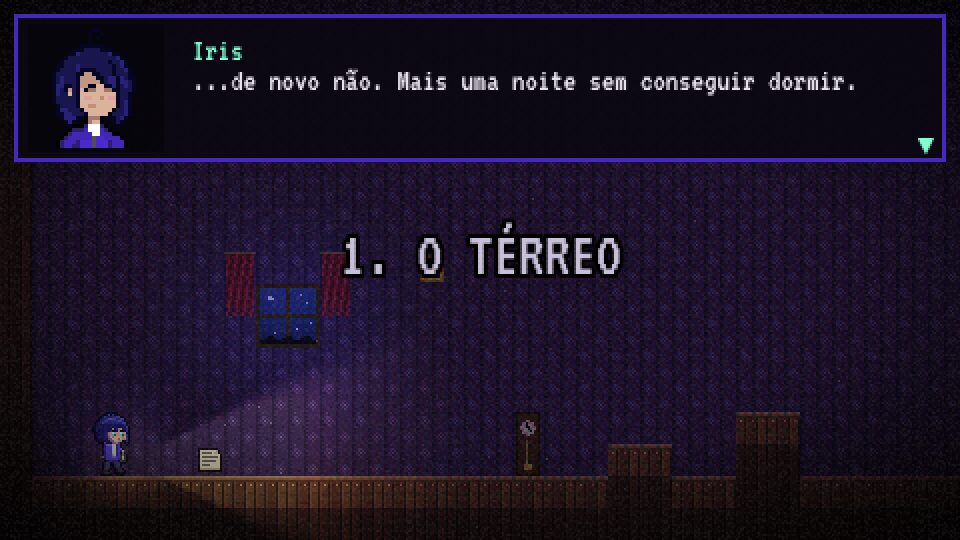 Iris
...de novo não. Mais uma noite sem conseguir dormir.
1. O TÉRREO